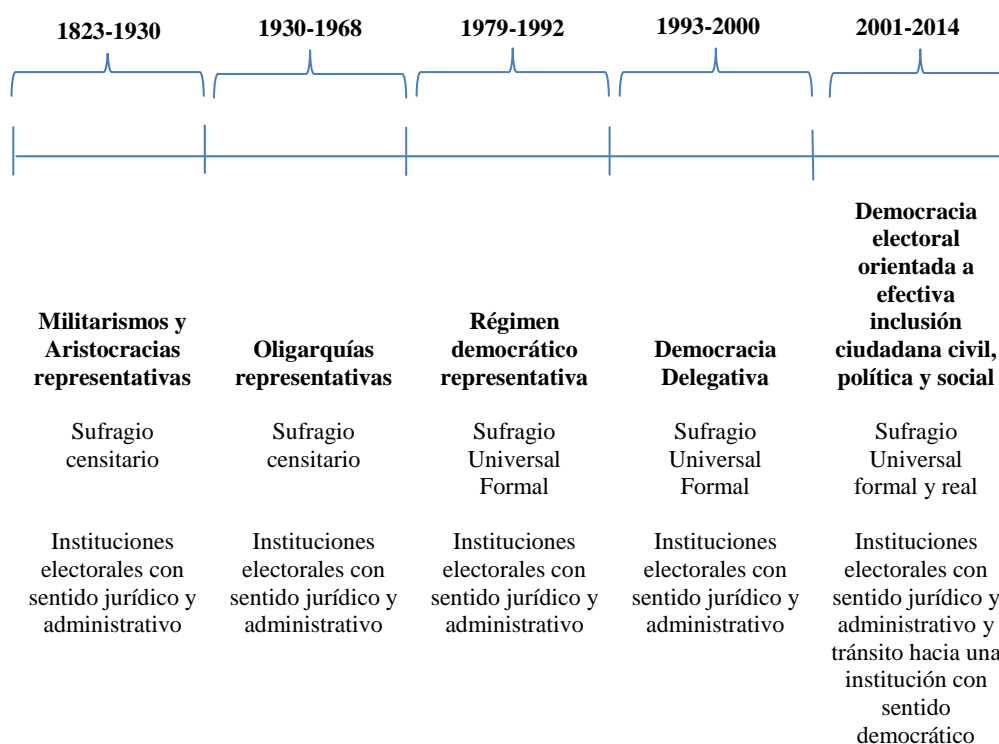 1823-1930
1930-1968
1979-1992
1993-2000
2001-2014
Militarismos y
Aristocracias
representativas
Oligarquías
representativas
Régimen
democrático
representativa
Democracia
Delegativa
Democracia
electoral
orientada a
efectiva
inclusión
ciudadana civil,
política y social
Sufragio
censitario
Sufragio
censitario
Sufragio
Universal
Formal
Sufragio
Universal
Formal
Sufragio
Universal
formal y real
Instituciones
electorales con
sentido jurídico y
administrativo
Instituciones
electorales con
sentido jurídico y
administrativo
Instituciones
electorales con
sentido jurídico y
administrativo
Instituciones
electorales con
sentido jurídico y
administrativo
Instituciones
electorales con
sentido jurídico y
administrativo y
tránsito hacia una
institución con
sentido
democrático